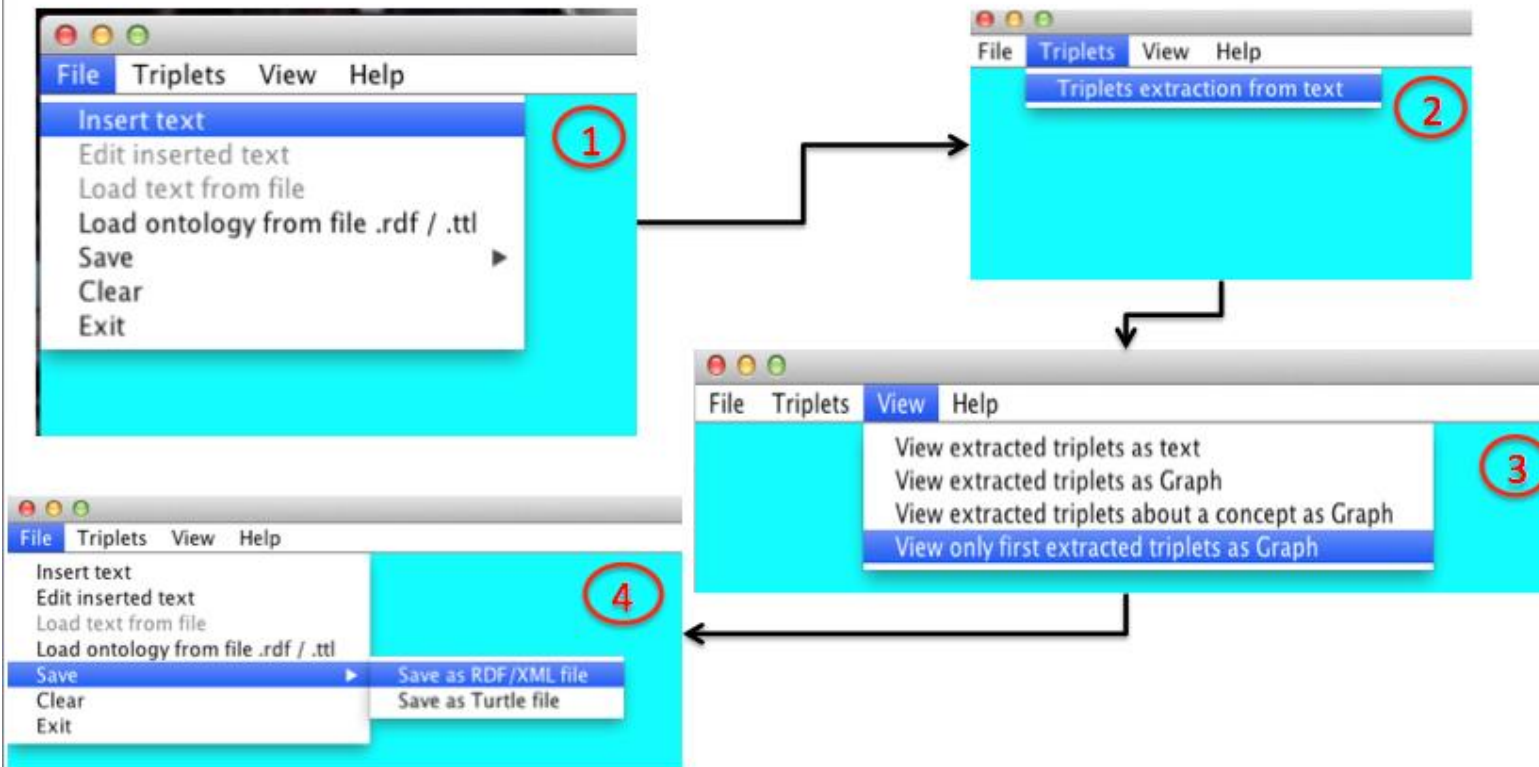 File Triplets View Help
Insert text
Edit inserted text
Load text from file
Load ontology from file .rdf / .ttl
Save
Clear
Exit
1
File Triplets View Help
Triplets extraction from text
2
File Triplets View Help
View extracted triplets as text
View extracted triplets as Graph
View extracted triplets about a concept as Graph
View only first extracted triplets as Graph
3
File Triplets View Help
Insert text
Edit inserted text
Load text from file
Load ontology from file .rdf / .ttl
Save Save as RDF/XML file
Clear Save as Turtle file
Exit
4